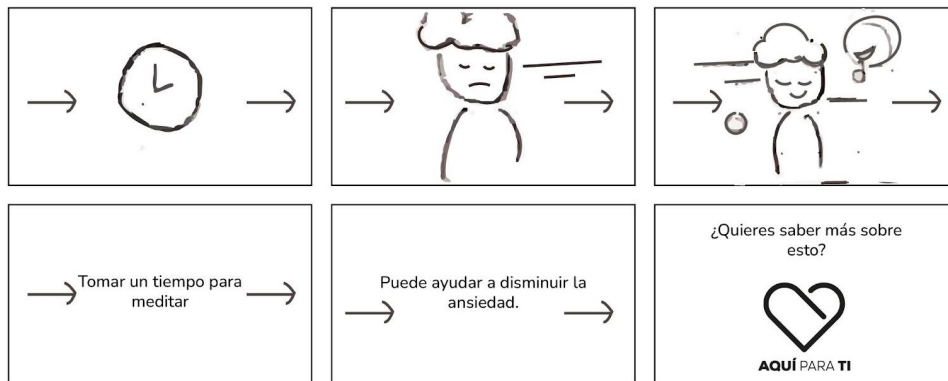 Tomar un tiempo para
meditar
Puede ayudar a disminuir la
ansiedad.
¿Quieres saber más sobre
esto?
AQUÍ PARA TI